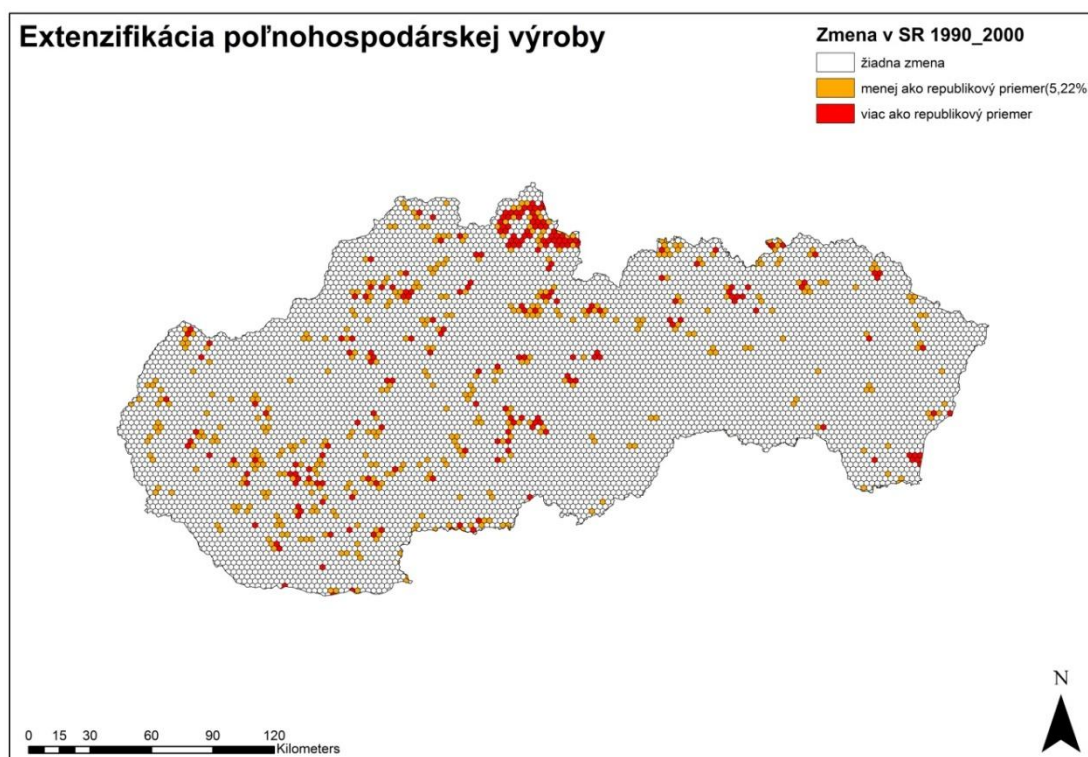 Extenzifikácia poľnohospodárskej výroby
Zmena v SR 1990_2000
žiadna zmena
menej ako republikový priemer(5,22%
viac ako republikový priemer
N
0 15 30 60 90 120
Kilometers